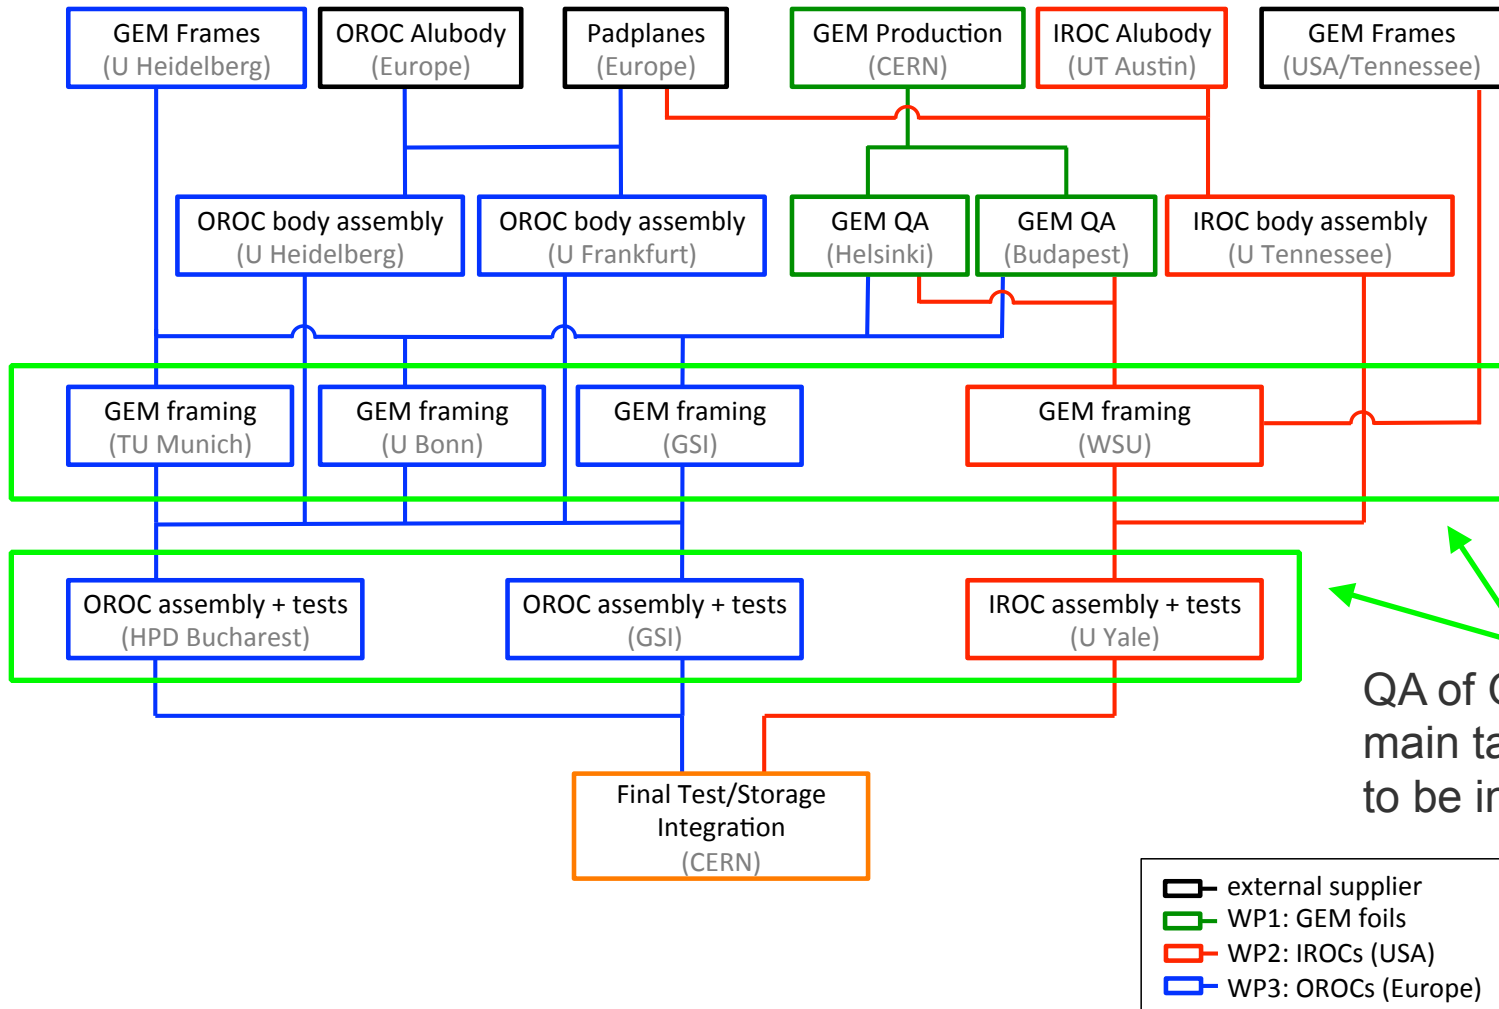 GEM Frames
(U Heidelberg)
OROC Alubody
(Europe)
Padplanes
(Europe)
GEM Production
(CERN)
IROC Alubody
(UT Austin)
GEM Frames
(USA/Tennessee)
OROC body assembly
(U Heidelberg)
OROC body assembly
(U Frankfurt)
GEM QA
(Helsinki)
GEM QA
(Budapest)
IROC body assembly
(U Tennessee)
GEM framing
(TU Munich)
GEM framing
(U Bonn)
GEM framing
(GSI)
GEM framing
(WSU)
OROC assembly + tests
(HPD Bucharest)
OROC assembly + tests
(GSI)
IROC assembly + tests
(U Yale)
QA of
main ta
to be in
Final Test/Storage
Integration
(CERN)
external supplier
WP1: GEM foils
WP2: IROCs (USA)
WP3: OROCs (Europe)